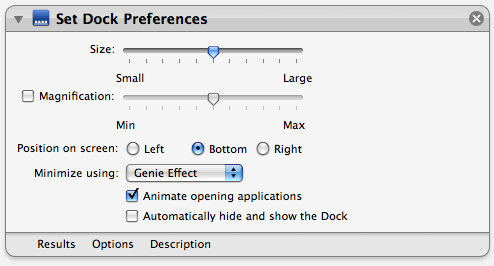 Set Dock Preferences
Size:
Small Large
Magnification:
Min Max
Position on screen: Left Bottom Right
Minimize using: Genie Effect
Animate opening applications
Automatically hide and show the Dock
Results Options Description